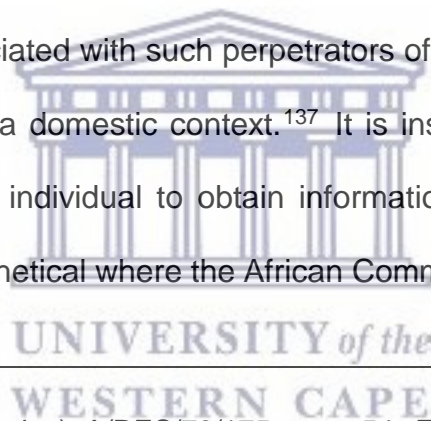 ciated with such perpetrators of
a domestic context.137 It is ins
individual to obtain informatio
netical where the African Comm
UNIVERSITY of the
WESTERN CAPE